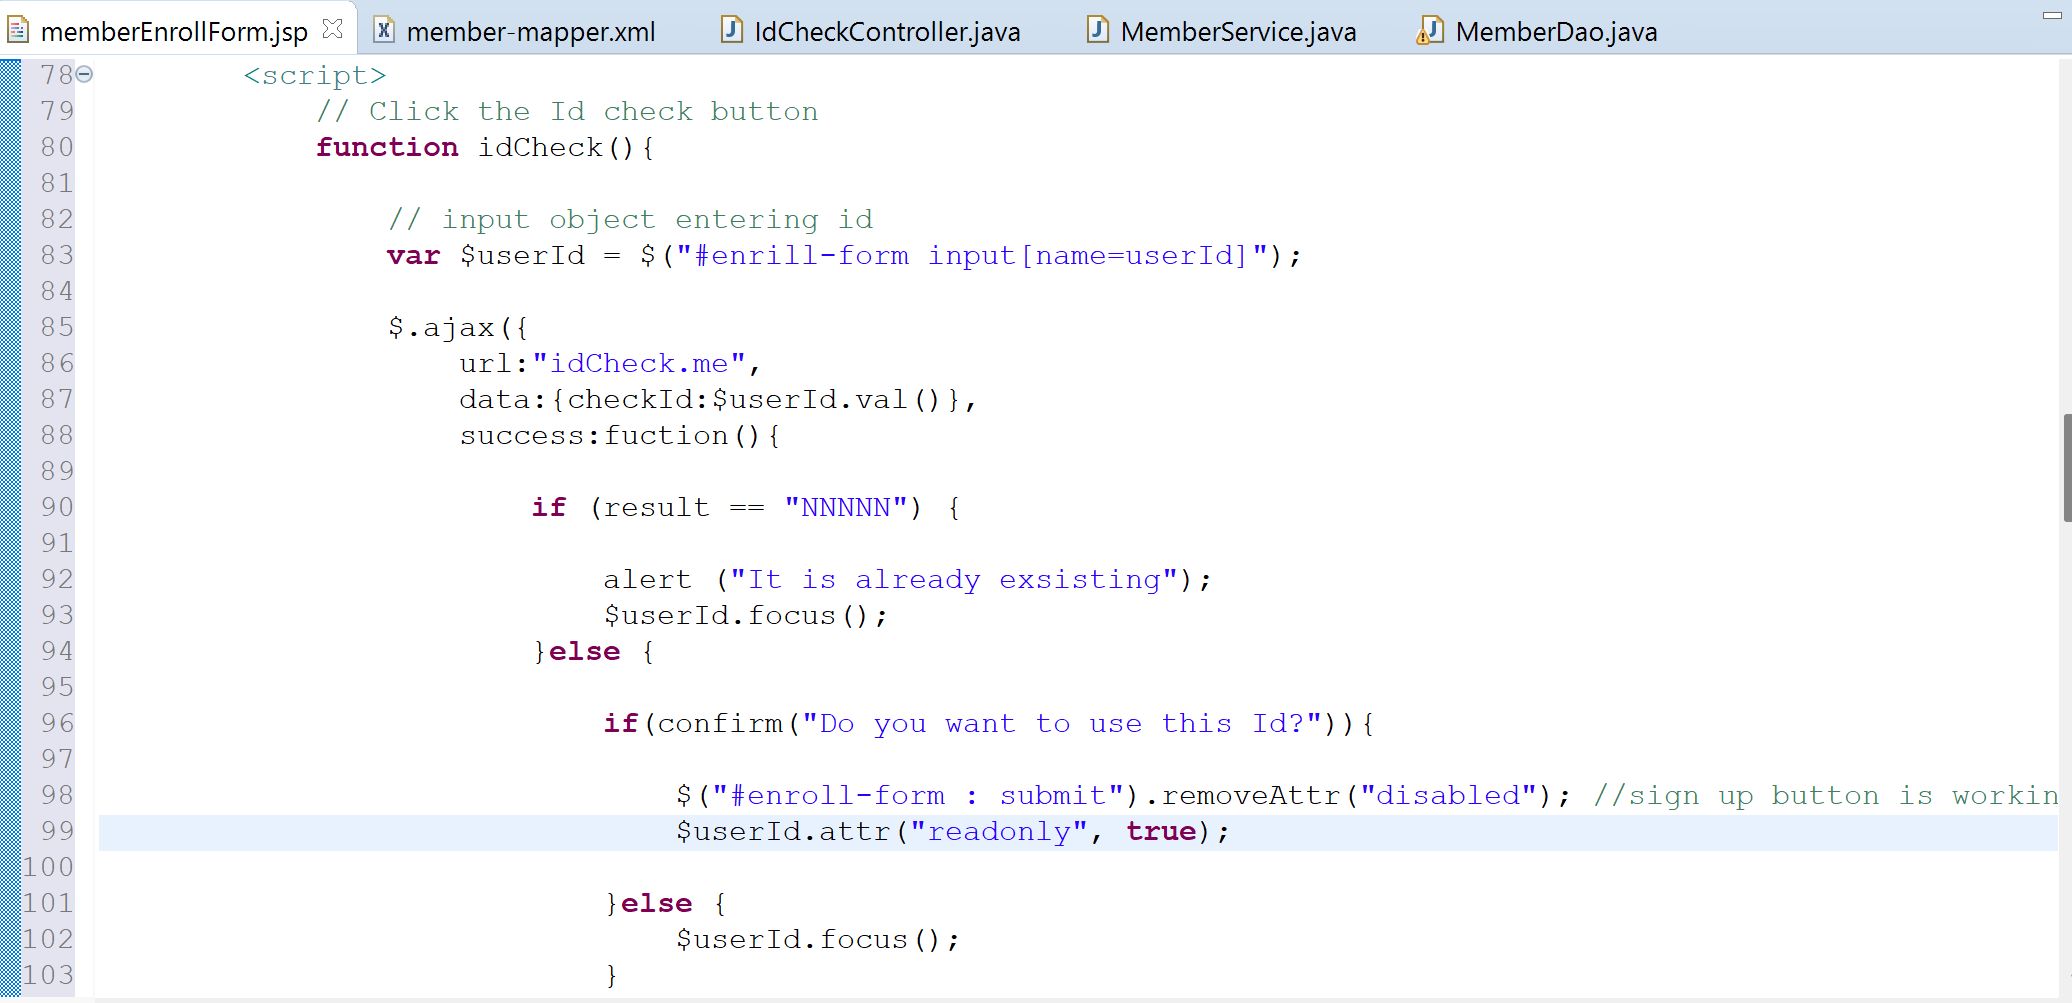 memberEnrollForm.jsp member-mapper.xml IdCheckController.java MemberService.java MemberDao.java
78 <script>
79 // Click the Id check button
80 function idCheck(){
81
82 // input object entering id
83 var $userId = $("#enrill-form input[name=userId]");
84
85 $.ajax({
86 url:"idCheck.me",
87 data:{checkId:$userId.val()},
88 success:fuction(){
89
90 if (result == "NNNNN") {
91
92 alert ("It is already exsisting");
93 $userId.focus();
94 }else {
95
96 if(confirm("Do you want to use this Id?")){
97
98 $("#enroll-form : submit").removeAttr("disabled"); //sign up button is workin
99 $userId.attr("readonly", true);
100
101 }else {
102 $userId.focus();
103 }